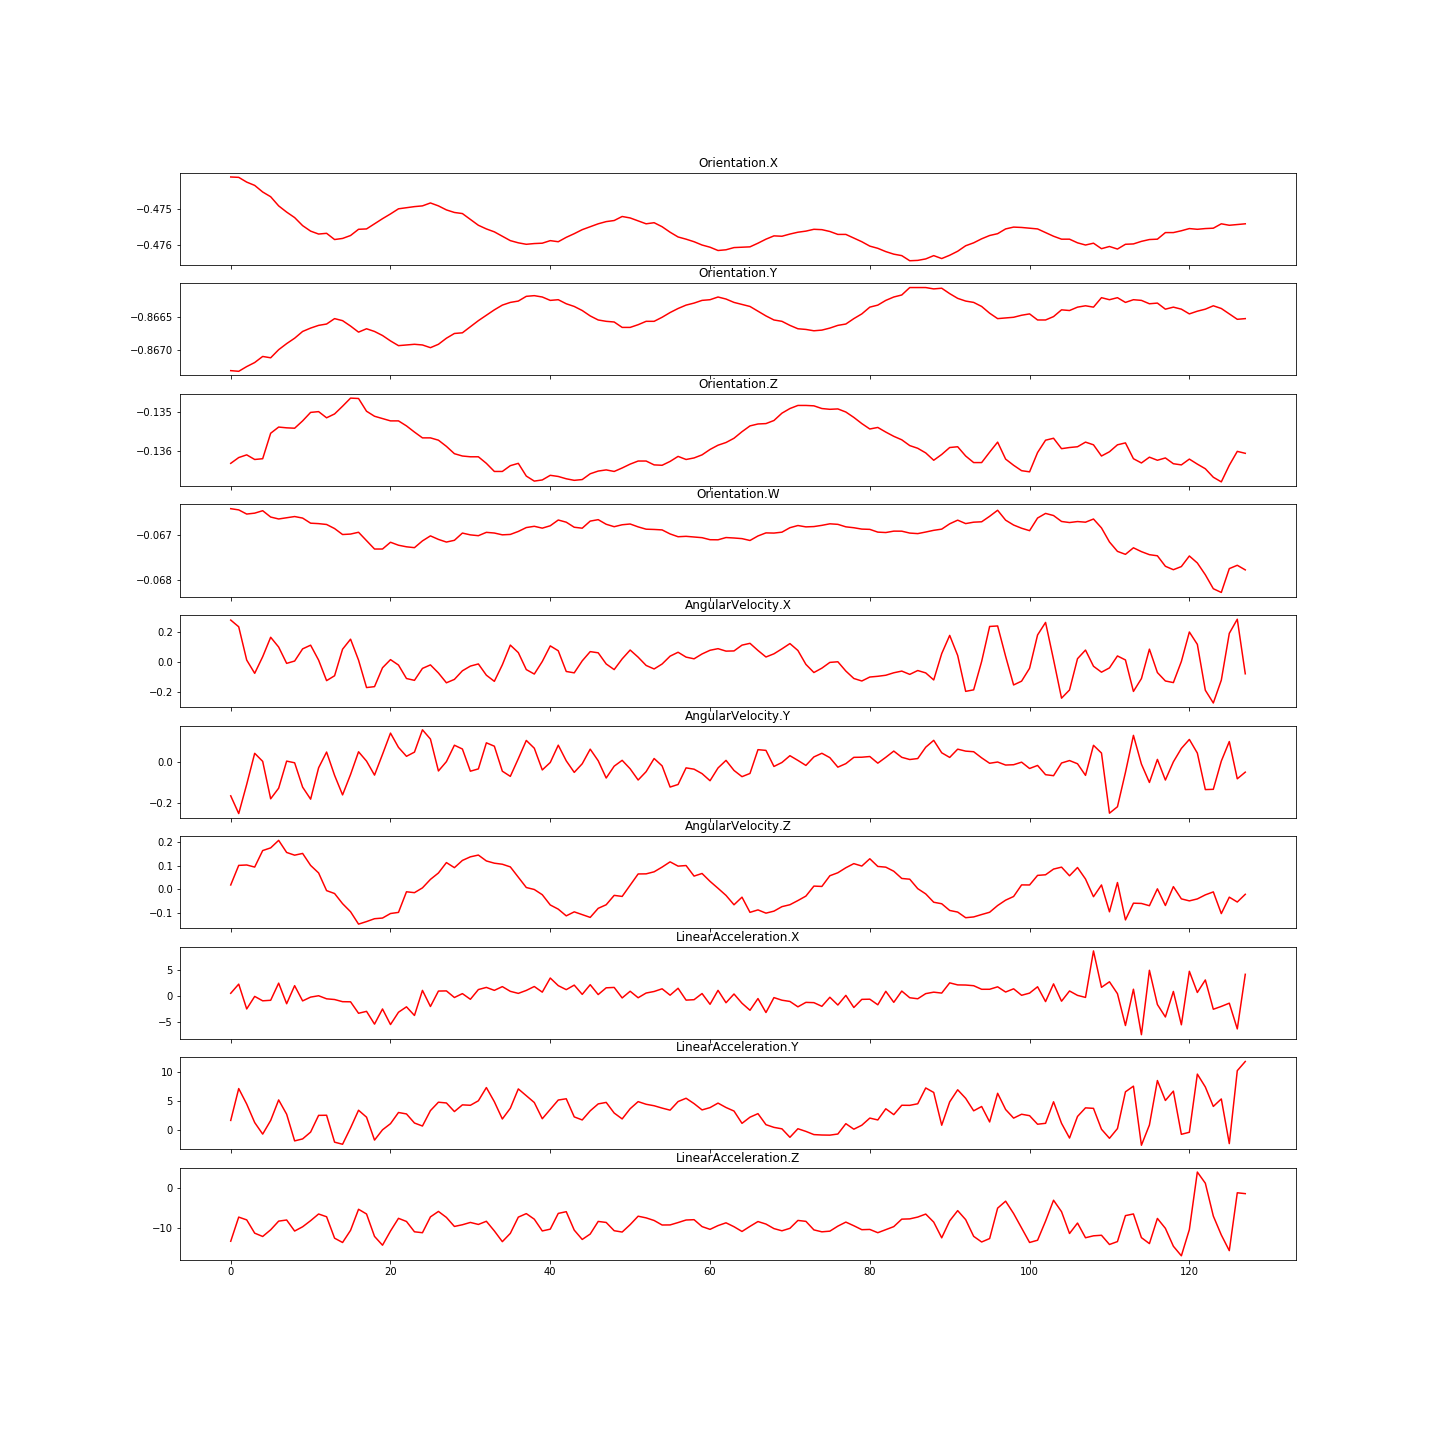 Orientation.X
−0.475
−0.476
Orientation.Y
−0.8665
−0.8670
Orientation.Z
−0.135
−0.136
Orientation.W
−0.067
−0.068
AngularVelocity.X
0.2
0.0
−0.2
AngularVelocity.Y
0.0
−0.2
AngularVelocity.Z
0.2
0.1
0.0
−0.1
LinearAcceleration.X
5
0
−5
LinearAcceleration.Y
10
5
0
LinearAcceleration.Z
0
−10
0 20 40 60 80 100 120